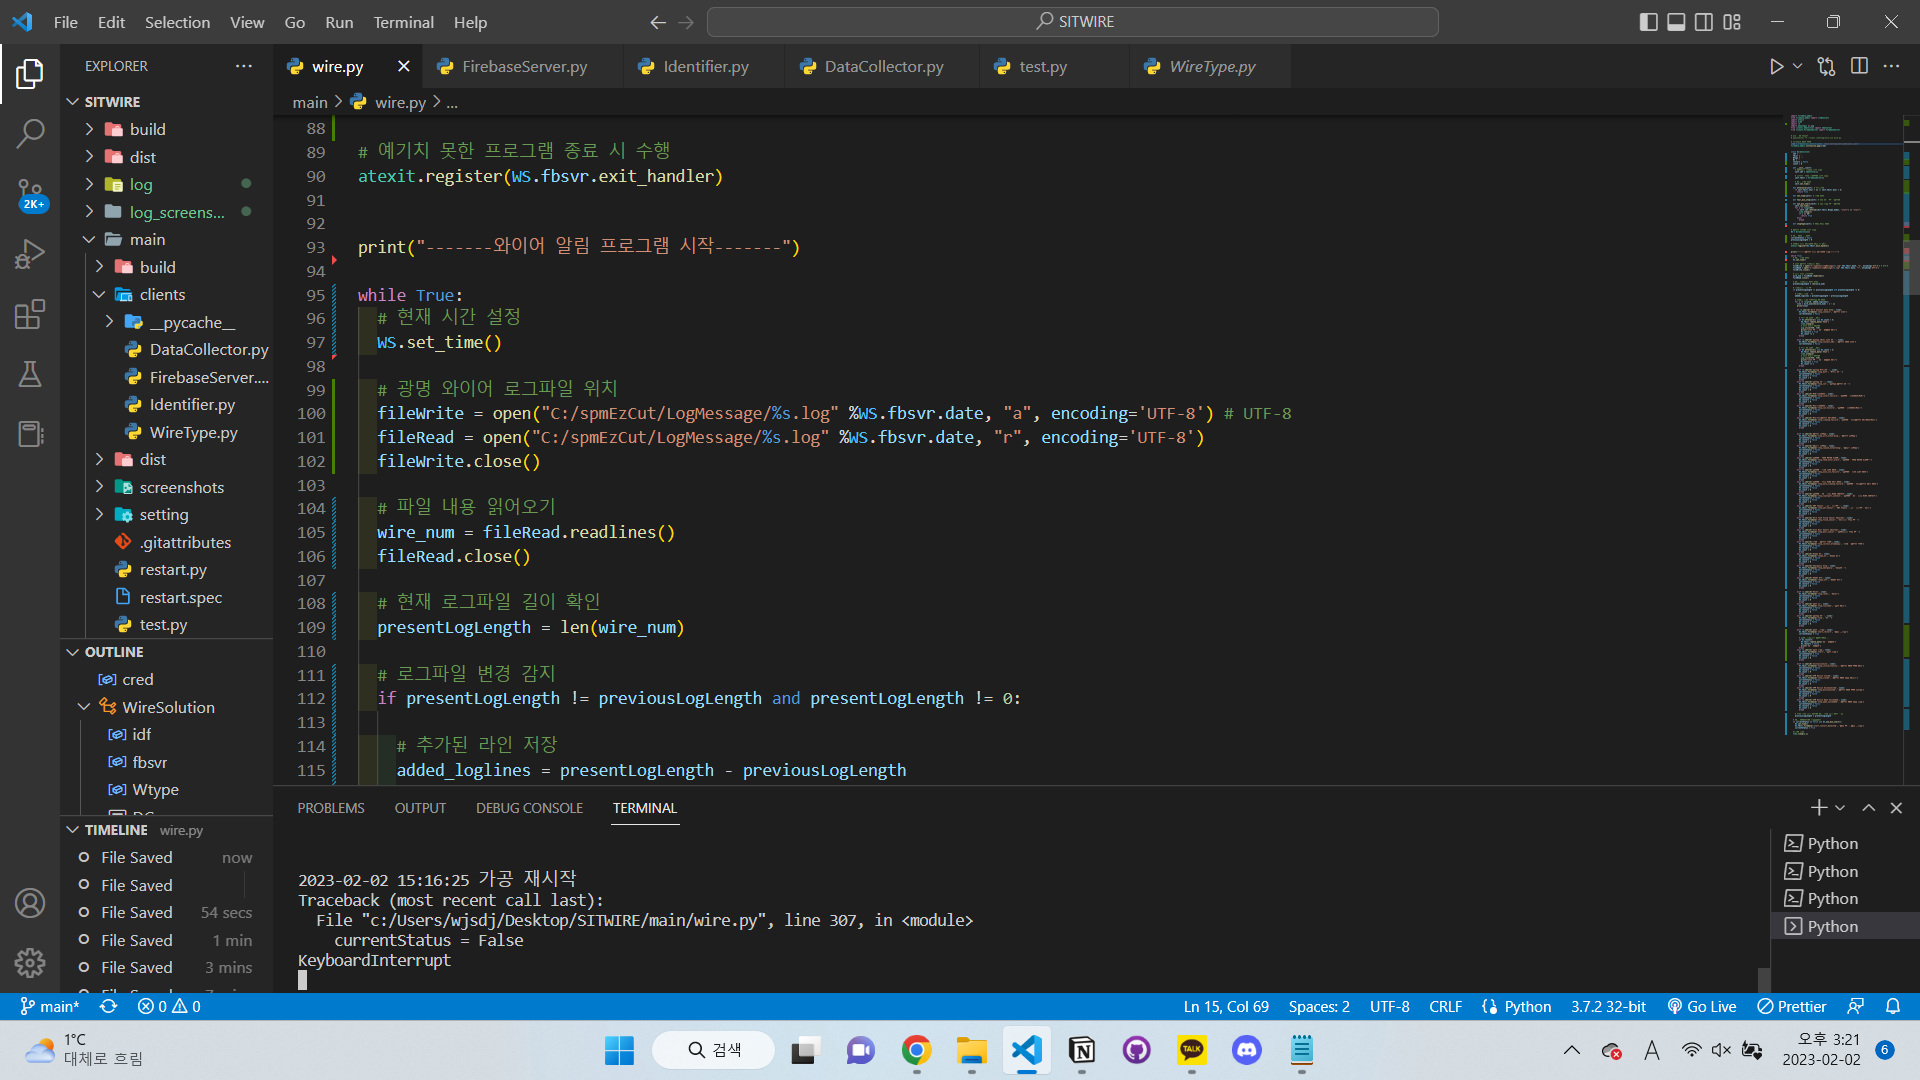 File Edit Selection View Go Run Terminal Help
SITWIRE
EXPLORER
wire.py
FirebaseServer.py
Identifier.py
DataCollector.py
test.py
WireType.py
main > wire.py > ...
SITWIRE
build
dist
log
log_screens...
main
build
clients
__pycache__
DataCollector.py
FirebaseServer....
Identifier.py
WireType.py
dist
screenshots
setting
.gitattributes
restart.py
restart.spec
test.py
2K+
OUTLINE
cred
WireSolution
idf
fbsvr
Wtype
TIMELINE wire.py
File Saved now
File Saved
File Saved 54 secs
File Saved 1 min
File Saved 3 mins
88
89 # 예기치 못한 프로그램 종료 시 수행
90 atexit.register(WS.fbsvr.exit_handler)
91
92
93 print("-------와이어 알림 프로그램 시작-------")
94
95 while True:
96 # 현재 시간 설정
97 WS.set_time()
98
99 # 광명 와이어 로그파일 위치
100 fileWrite = open("C:/spmEzCut/LogMessage/%s.log" %WS.fbsvr.date, "a", encoding='UTF-8') # UTF-8
101 fileRead = open("C:/spmEzCut/LogMessage/%s.log" %WS.fbsvr.date, "r", encoding='UTF-8')
102 fileWrite.close()
103
104 # 파일 내용 읽어오기
105 wire_num = fileRead.readlines()
106 fileRead.close()
107
108 # 현재 로그파일 길이 확인
109 presentLogLength = len(wire_num)
110
111 # 로그파일 변경 감지
112 if presentLogLength != previousLogLength and presentLogLength != 0:
113
114 # 추가된 라인 저장
115 added_loglines = presentLogLength - previousLogLength
PROBLEMS OUTPUT DEBUG CONSOLE TERMINAL
2023-02-02 15:16:25 가공 재시작
Traceback (most recent call last):
File "c:/Users/wjsdj/Desktop/SITWIRE/main/wire.py", line 307, in <module>
currentStatus = False
KeyboardInterrupt
Python
Python
Python
Python
main* 0 0
Ln 15, Col 69 Spaces: 2 UTF-8 CRLF Python 3.7.2 32-bit Go Live Prettier
1°C
대체로 흐림
검색
TALK
A
오후 3:21
2023-02-02
6